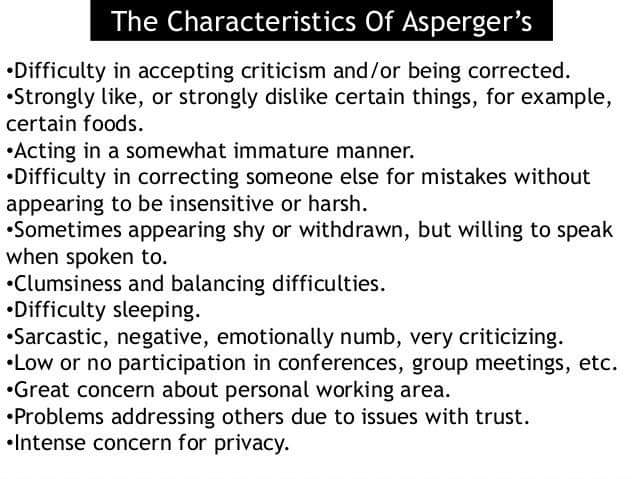 The Characteristics Of Asperger's
•Difficulty in accepting criticism and/or being corrected.
•Strongly like, or strongly dislike certain things, for example,
certain foods.
•Acting in a somewhat immature manner.
•Difficulty in correcting someone else for mistakes without
appearing to be insensitive or harsh.
•Sometimes appearing shy or withdrawn, but willing to speak
when spoken to.
•Clumsiness and balancing difficulties.
•Difficulty sleeping.
•Sarcastic, negative, emotionally numb, very criticizing.
•Low or no participation in conferences, group meetings, etc.
•Great concern about personal working area.
•Problems addressing others due to issues with trust.
•Intense concern for privacy.